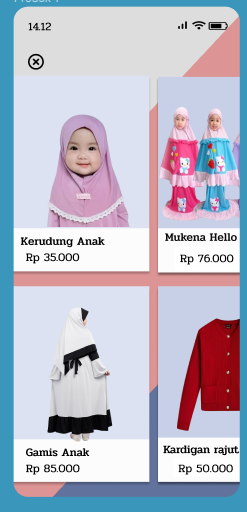 14.12
Kerudung Anak
Rp 35.000
Mukena Hello
Rp 76.000
Gamis Anak
Rp 85.000
Kardigan rajut
Rp 50.000